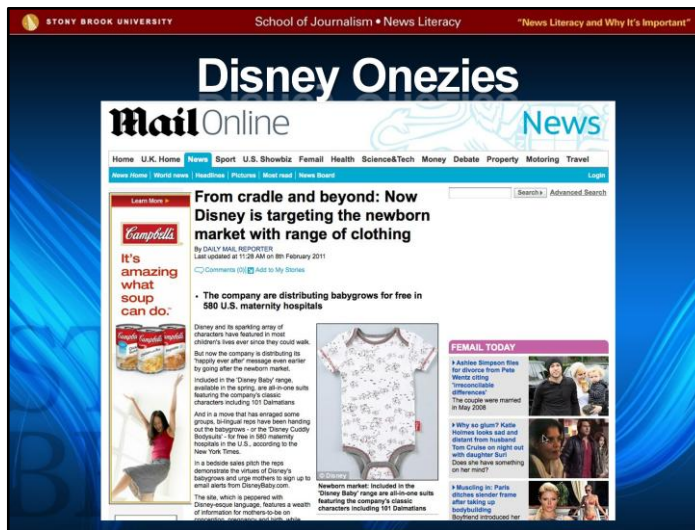 STONY BROOK UNIVERSITY
School of Journalism • News Literacy
"News Literacy and Why It's Important"
Disney Onezies
Mail Online
News
Home U.K. Home News Sport U.S. Showbiz Femail Health Science&Tech Money Debate Property Motoring Travel
News Home World news Headlines Pictures Most read News Board
Login
Learn More
Campbell's
It's
amazing
what
soup
can do.
From cradle and beyond: Now
Disney is targeting the newborn
market with range of clothing
By DAILY MAIL REPORTER
Last updated at 11:28 AM on 8th February 2011
Comments (0) Add to My Stories
• The company are distributing babygrows for free in
580 U.S. maternity hospitals
Disney and its sparkling array of
characters have featured in most
children's lives ever since they could walk.
But now the company is distributing its
'happily ever after' message even earlier
by going after the newborn market.
Included in the 'Disney Baby' range,
available in the spring, are all-in-one suits
featuring the company's classic
characters including 101 Dalmatians
And in a move that has enraged some
groups, bi-lingual reps have been handing
out the babygrows - or the 'Disney Cuddly
Bodysuits' - for free in 580 maternity
hospitals in the U.S., according to the
New York Times.
In a bedside sales pitch the reps
demonstrate the virtues of Disney's
babygrows and urge mothers to sign up to
email alerts from DisneyBaby.com.
The site, which is peppered with
Disney-esque language, features a wealth
of information for mothers-to-be on
© Disney
Newborn market: Included in the
'Disney Baby' range are all-in-one suits
featuring the company's classic
characters including 101 Dalmatians
Search
Advanced Search
FEMAIL TODAY
Ashlee Simpson files
for divorce from Pete
Wentz citing
'irreconcilable
differences'
The couple were married
in May 2008
Why so glum? Katie
Holmes looks sad and
distant from husband
Tom Cruise on night out
with daughter Suri
Does she have something
on her mind?
Muscling in: Paris
ditches slender frame
after taking up
bodybuilding
Boyfriend introduced her